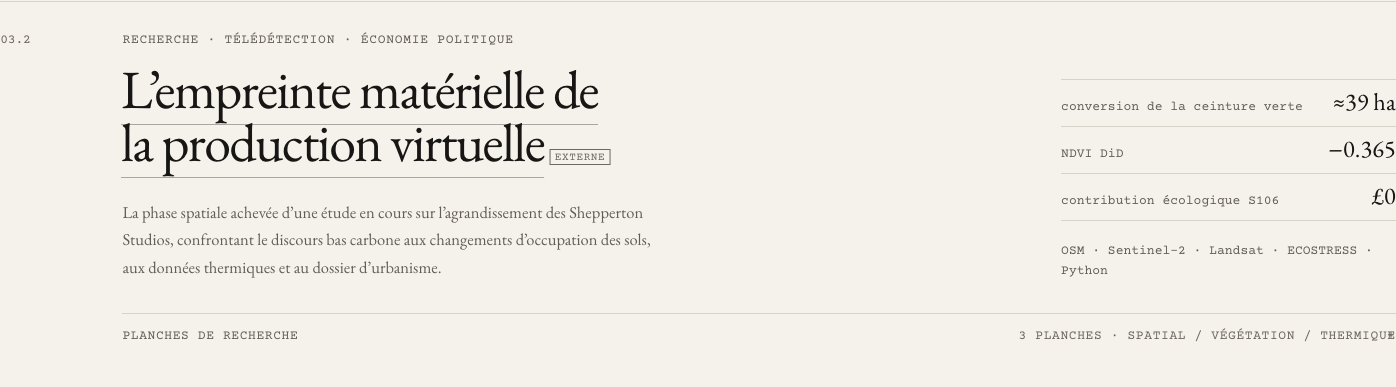 03.2
RECHERCHE · TÉLÉDÉTECTION · ÉCONOMIE POLITIQUE
L’empreinte matérielle de
la production virtuelle EXTERNE
La phase spatiale achevée d’une étude en cours sur l’agrandissement des Shepperton
Studios, confrontant le discours bas carbone aux changements d’occupation des sols,
aux données thermiques et au dossier d’urbanisme.
conversion de la ceinture verte ≈39 ha
NDVI DiD −0.365
contribution écologique S106 £0
OSM · Sentinel-2 · Landsat · ECOSTRESS ·
Python
PLANCHES DE RECHERCHE
3 PLANCHES · SPATIAL / VÉGÉTATION / THERMIQUE